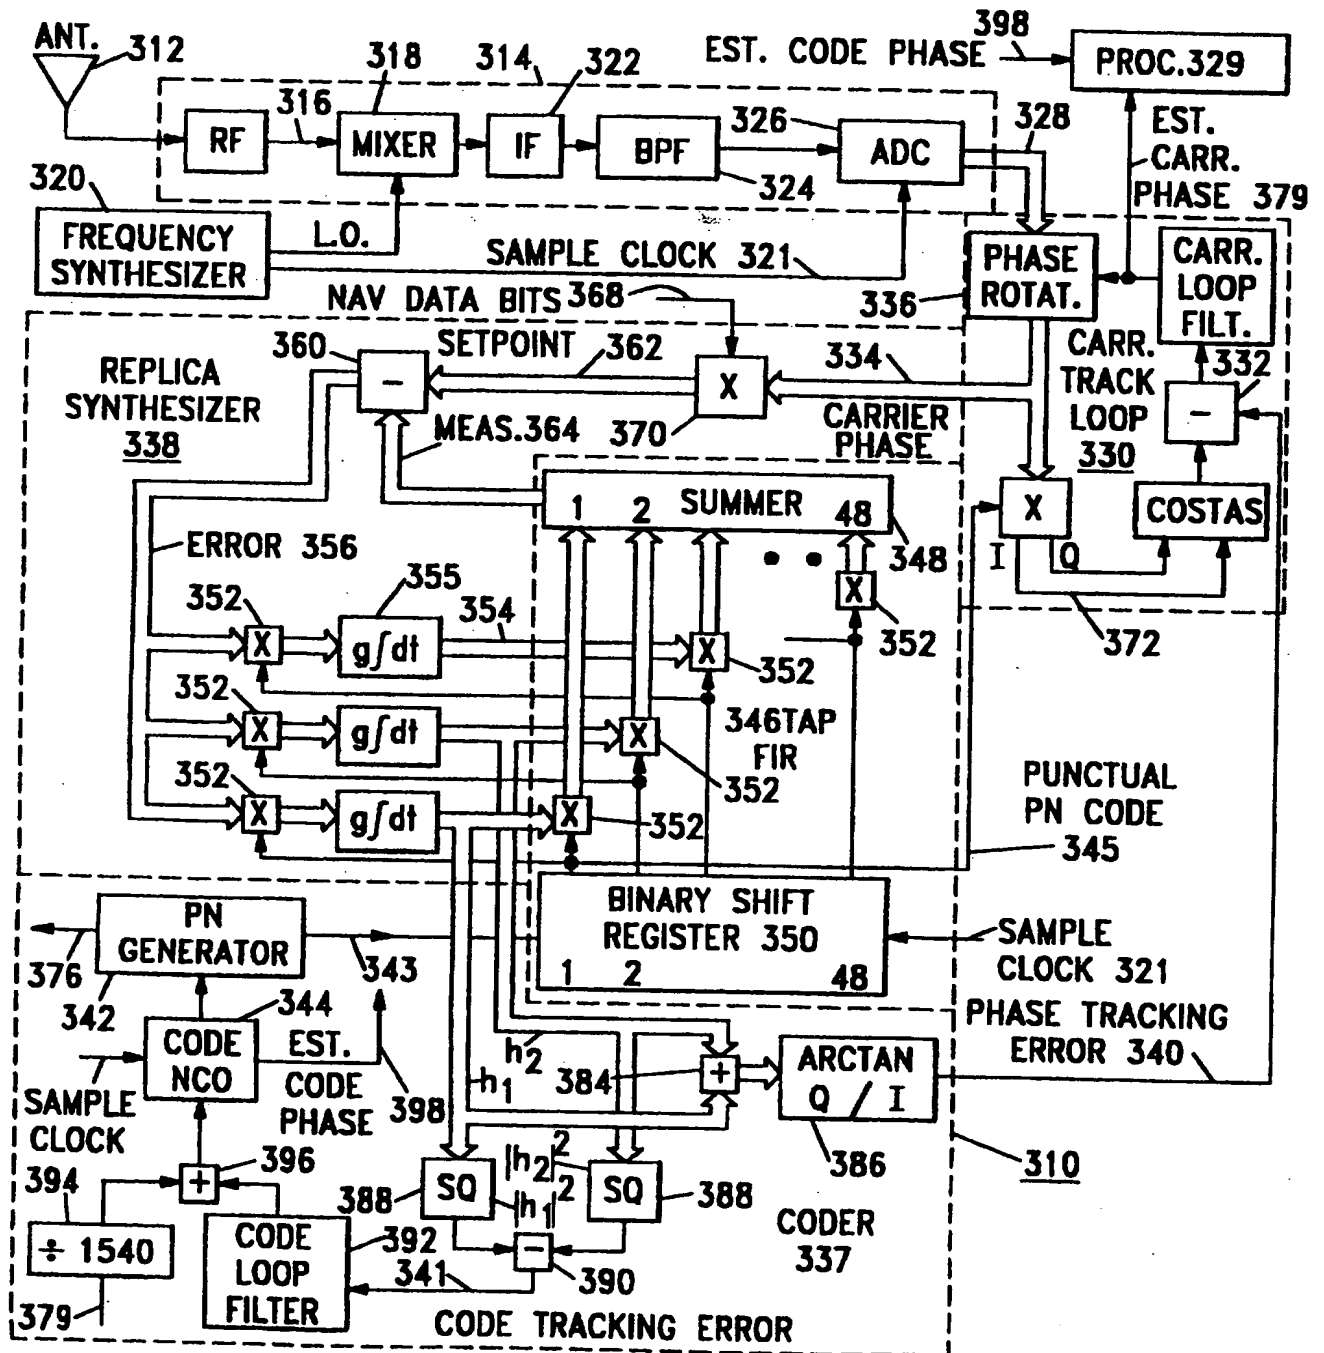 ANT.
312
318
314
322
EST. CODE PHASE
398
PROC.329
RF
316
MIXER
IF
BPF
324
326
ADC
328
EST.
CARR.
PHASE 379
320
FREQUENCY
SYNTHESIZER
L.O.
SAMPLE CLOCK 321
336
PHASE
ROTAT.
CARR.
LOOP
FILT.
NAV DATA BITS 368
REPLICA
SYNTHESIZER
338
360
−
SETPOINT
362
X
370
334
CARRIER
PHASE
CARR.
TRACK
LOOP
330
332
−
MEAS.364
1
2
SUMMER
48
348
X
I
Q
COSTAS
372
ERROR 356
352
X
355
g∫dt
354
X
352
X
352
352
X
g∫dt
X
352
346TAP
FIR
352
X
g∫dt
X
352
PUNCTUAL
PN CODE
345
BINARY SHIFT
REGISTER 350
1
2
48
SAMPLE
CLOCK 321
PN
GENERATOR
376
342
343
344
CODE
NCO
EST.
CODE
PHASE
398
SAMPLE
CLOCK
h2
h1
384
+
ARCTAN
Q / I
386
PHASE TRACKING
ERROR 340
310
394
÷ 1540
379
+
396
CODE
LOOP
FILTER
392
388
SQ
|h2|2
|h1|2
SQ
388
−
390
341
CODER
337
CODE TRACKING ERROR